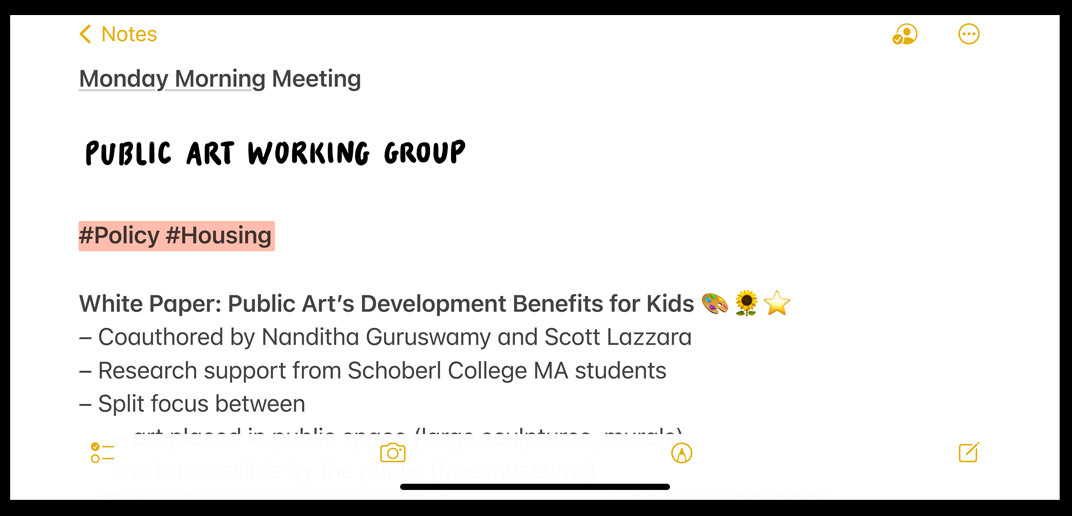 Notes
Monday Morning Meeting
PUBLIC ART WORKING GROUP
#Policy #Housing
White Paper: Public Art’s Development Benefits for Kids 🎨🌻⭐
– Coauthored by Nanditha Guruswamy and Scott Lazzara
– Research support from Schoberl College MA students
– Split focus between
– art placed in public space (large sculptures, murals)
– art accessible by the public (free museums)